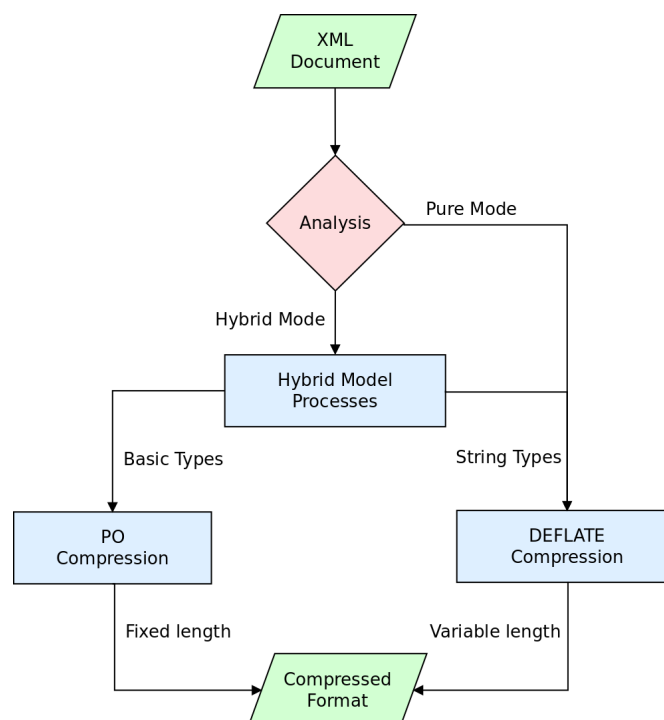 XML
Document
Analysis
Pure Mode
Hybrid Mode
Hybrid Model
Processes
Basic Types
String Types
PO
Compression
DEFLATE
Compression
Fixed length
Variable length
Compressed
Format